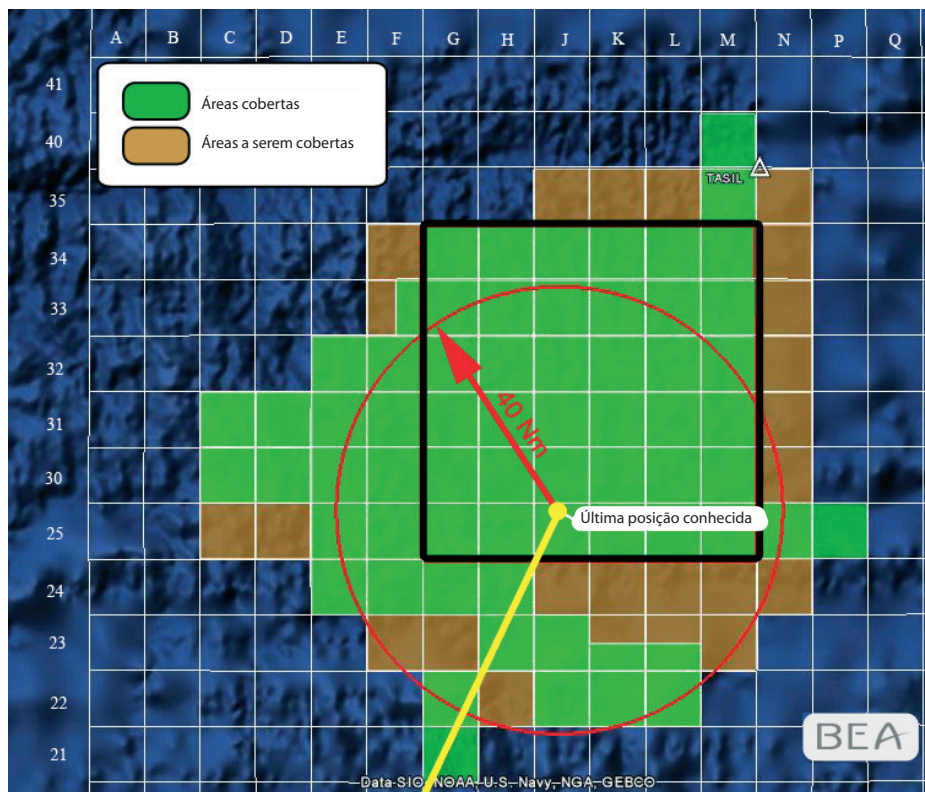 A B C D E F G H J K L M N P Q
41
Áreas cobertas
40
Áreas a serem cobertas
TASIL
35
34
33
32
40 Nm
31
30
Última posição conhecida
25
24
23
22
BEA
21
Data SIO, NOAA, U.S. Navy, NGA, GEBCO